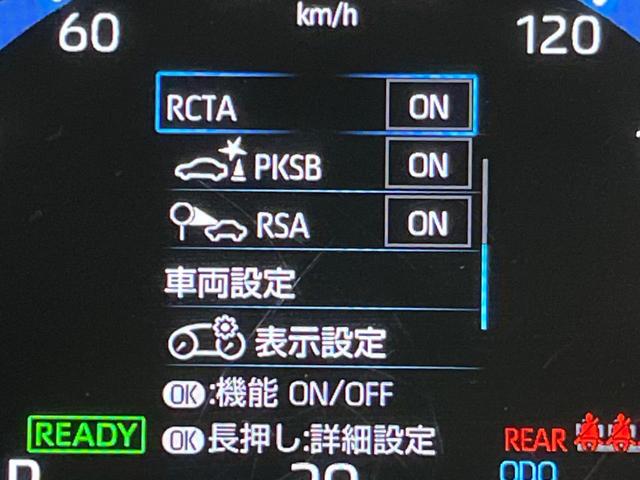 km/h
60 120
RCTA ON
PKSB ON
RSA ON
車両設定
表示設定
OK:機能 ON/OFF
READY OK長押し:詳細設定 REAR
ODO